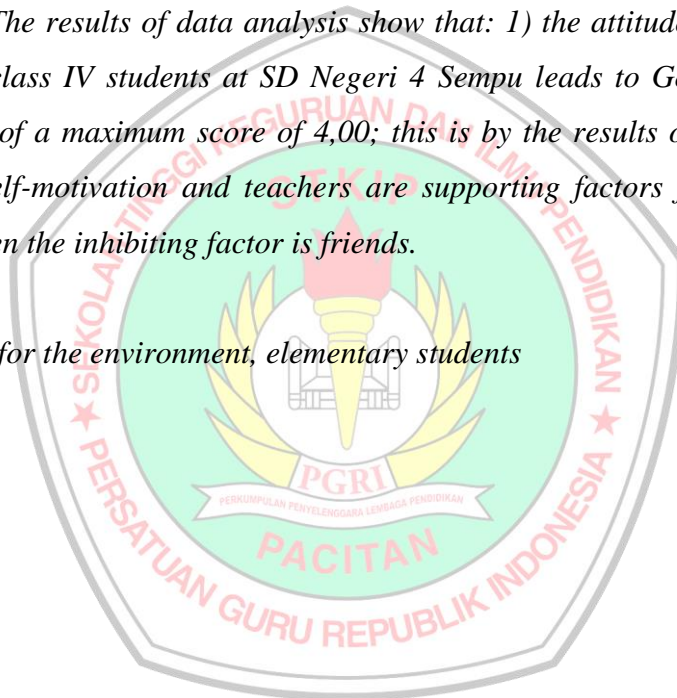 The results of data analysis show that: 1) the attitude
class IV students at SD Negeri 4 Sempu leads to
of a maximum score of 4,00; this is by the results
elf-motivation and teachers are supporting factors
en the inhibiting factor is friends.
for the environment, elementary students
SEKOLAH TINGGI KEGURUAN DAN ILMU PENDIDIKAN
STKIP
PGRI
PERKUMPULAN PENYELENGGARA LEMBAGA PENDIDIKAN
PACITAN
PERSATUAN GURU REPUBLIK INDONESIA